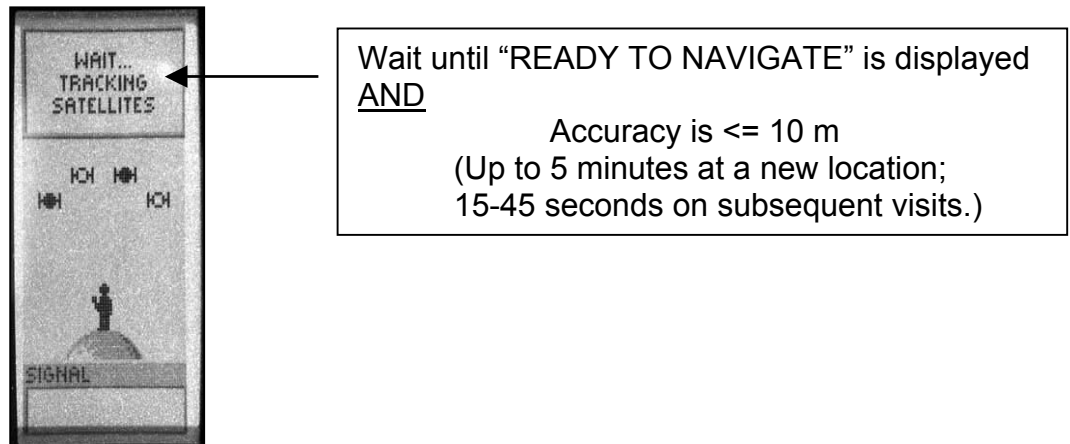 WAIT...
TRACKING
SATELLITES
SIGNAL
Wait until “READY TO NAVIGATE” is displayed
AND
Accuracy is <= 10 m
(Up to 5 minutes at a new location;
15-45 seconds on subsequent visits.)